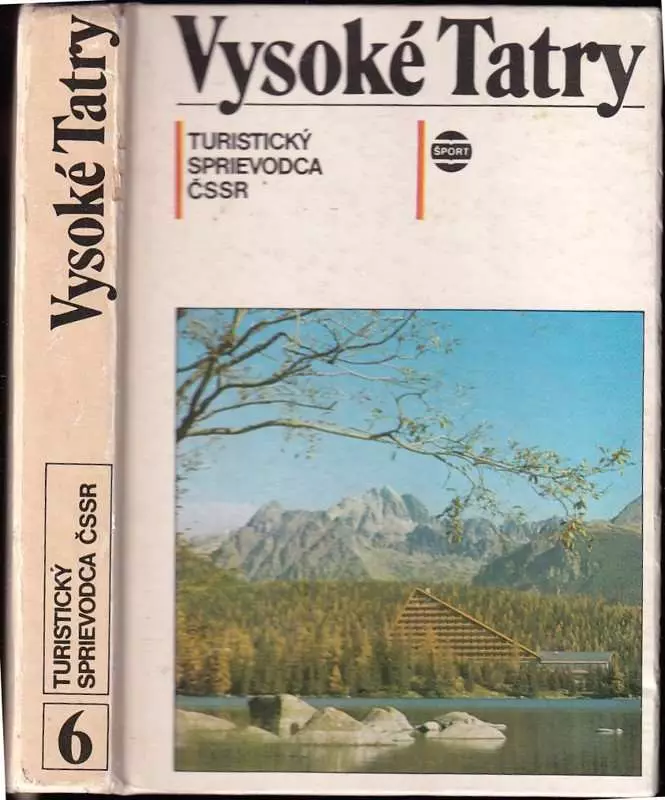 Vysoké Tatry
TURISTICKÝ
SPRIEVODCA
ČSSR
ŠPORT
Vysoké Tatry
TURISTICKÝ
SPRIEVODCA ČSSR
6